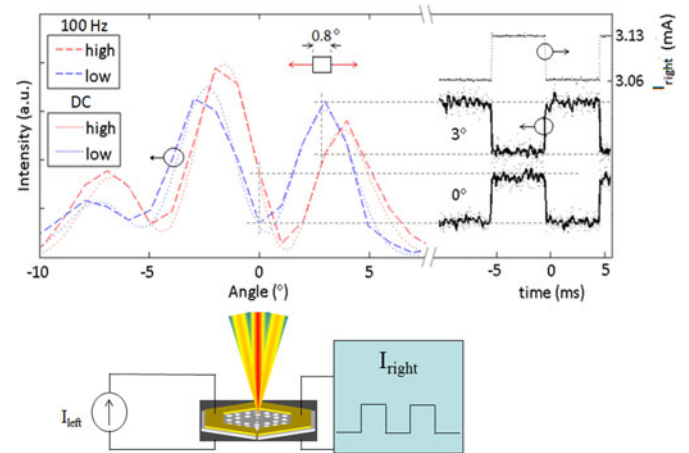 100 Hz
high
low
DC
high
low
0.8°
3.13
3.06
I right (mA)
3°
0°
Intensity (a.u.)
-10
-5
0
5
-5
0
5
Angle (°)
time (ms)
I left
I right